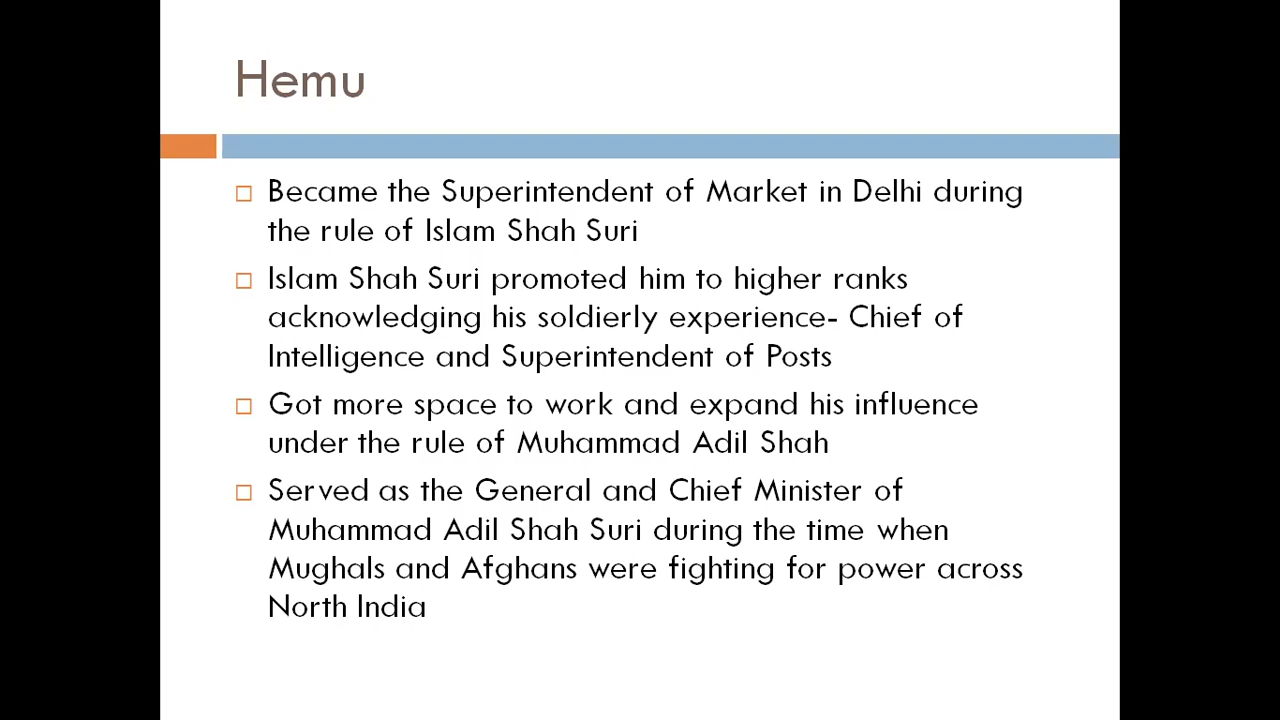 Hemu
Became the Superintendent of Market in Delhi during
the rule of Islam Shah Suri
Islam Shah Suri promoted him to higher ranks
acknowledging his soldierly experience- Chief of
Intelligence and Superintendent of Posts
Got more space to work and expand his influence
under the rule of Muhammad Adil Shah
Served as the General and Chief Minister of
Muhammad Adil Shah Suri during the time when
Mughals and Afghans were fighting for power across
North India